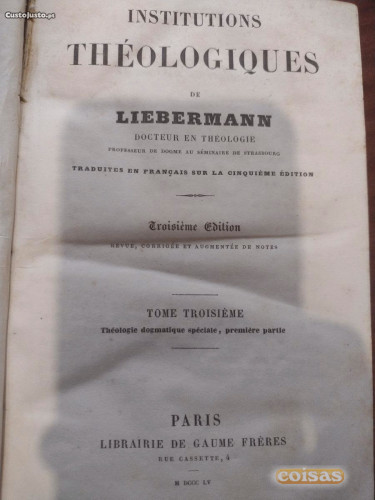 CustoJusto.pt
INSTITUTIONS
THÉOLOGIQUES
DE
LIEBERMANN
DOCTEUR EN THEOLOGIE
PROFESSEUR DE DOGME AU SÉMINAIRE DE STRASBOURG
TRADUITES EN FRANÇAIS SUR LA CINQUIÈME ÉDITION
Troisième Edition
REVUE, CORRIGÉE ET AUGMENTÉE DE NOTES
TOME TROISIÈME
Théologie dogmatique spéciale, première partie
PARIS
LIBRAIRIE DE GAUME FRÈRES
RUE CASSETTE, 4
M DCCC LV
coisas